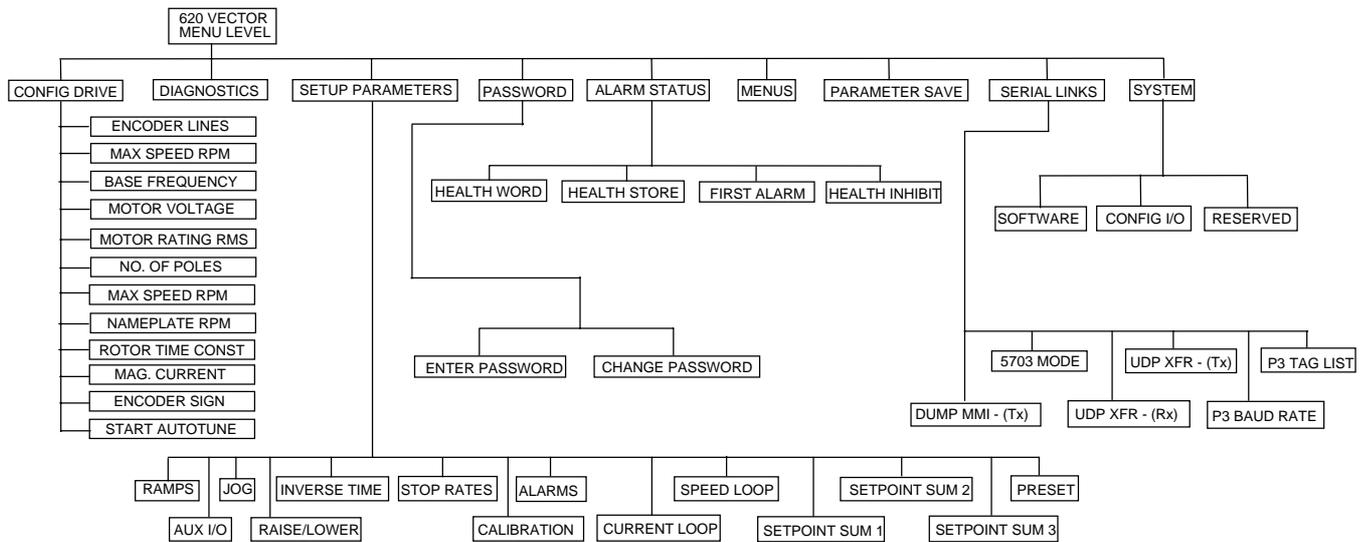 620 VECTOR
MENU LEVEL
CONFIG DRIVE
DIAGNOSTICS
SETUP PARAMETERS
PASSWORD
ALARM STATUS
MENUS
PARAMETER SAVE
SERIAL LINKS
SYSTEM
ENCODER LINES
MAX SPEED RPM
BASE FREQUENCY
MOTOR VOLTAGE
MOTOR RATING RMS
NO. OF POLES
MAX SPEED RPM
NAMEPLATE RPM
ROTOR TIME CONST
MAG. CURRENT
ENCODER SIGN
START AUTOTUNE
HEALTH WORD
HEALTH STORE
FIRST ALARM
HEALTH INHIBIT
SOFTWARE
CONFIG I/O
RESERVED
ENTER PASSWORD
CHANGE PASSWORD
5703 MODE
UDP XFR - (Tx)
P3 TAG LIST
DUMP MMI - (Tx)
UDP XFR - (Rx)
P3 BAUD RATE
RAMPS
JOG
INVERSE TIME
STOP RATES
ALARMS
SPEED LOOP
SETPOINT SUM 2
PRESET
AUX I/O
RAISE/LOWER
CALIBRATION
CURRENT LOOP
SETPOINT SUM 1
SETPOINT SUM 3